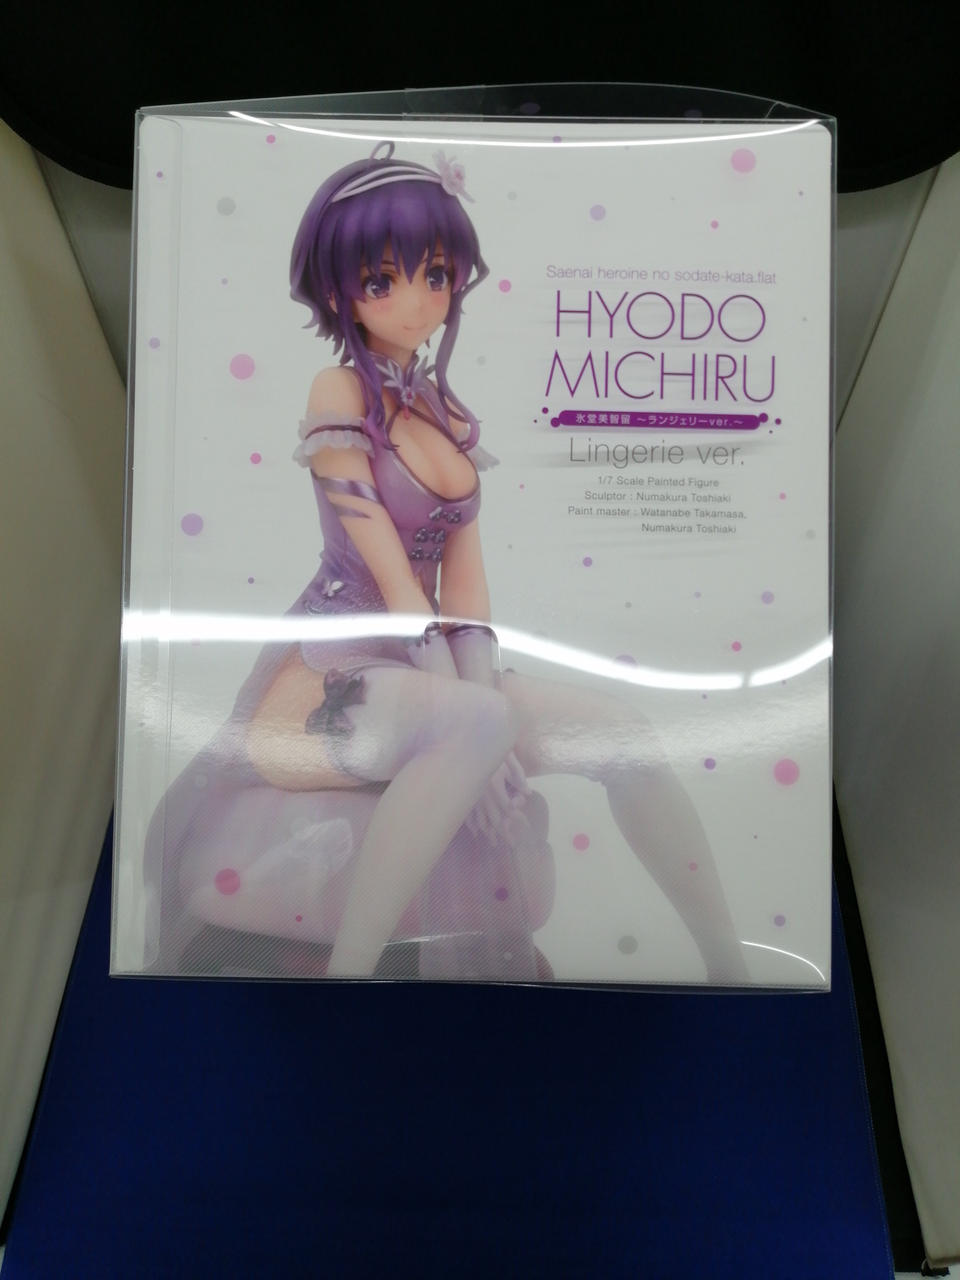 Saenai heroine no sodate-kata.flat
HYODO
MICHIRU
氷堂美智留 ～ランジェリーver.～
Lingerie ver.
1/7 Scale Painted Figure
Sculptor : Numakura Toshiaki
Paint master : Watanabe Takamasa,
Numakura Toshiaki